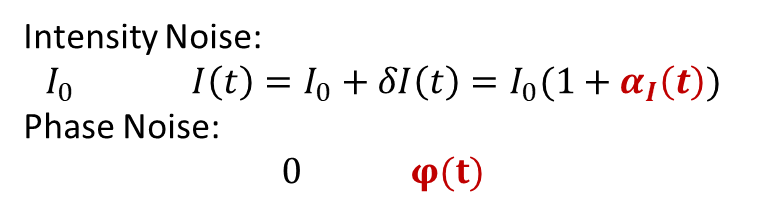 Intensity Noise:
I₀ I(t) = I₀ + δI(t) = I₀(1 + α_I(t))
Phase Noise:
0 φ(t)